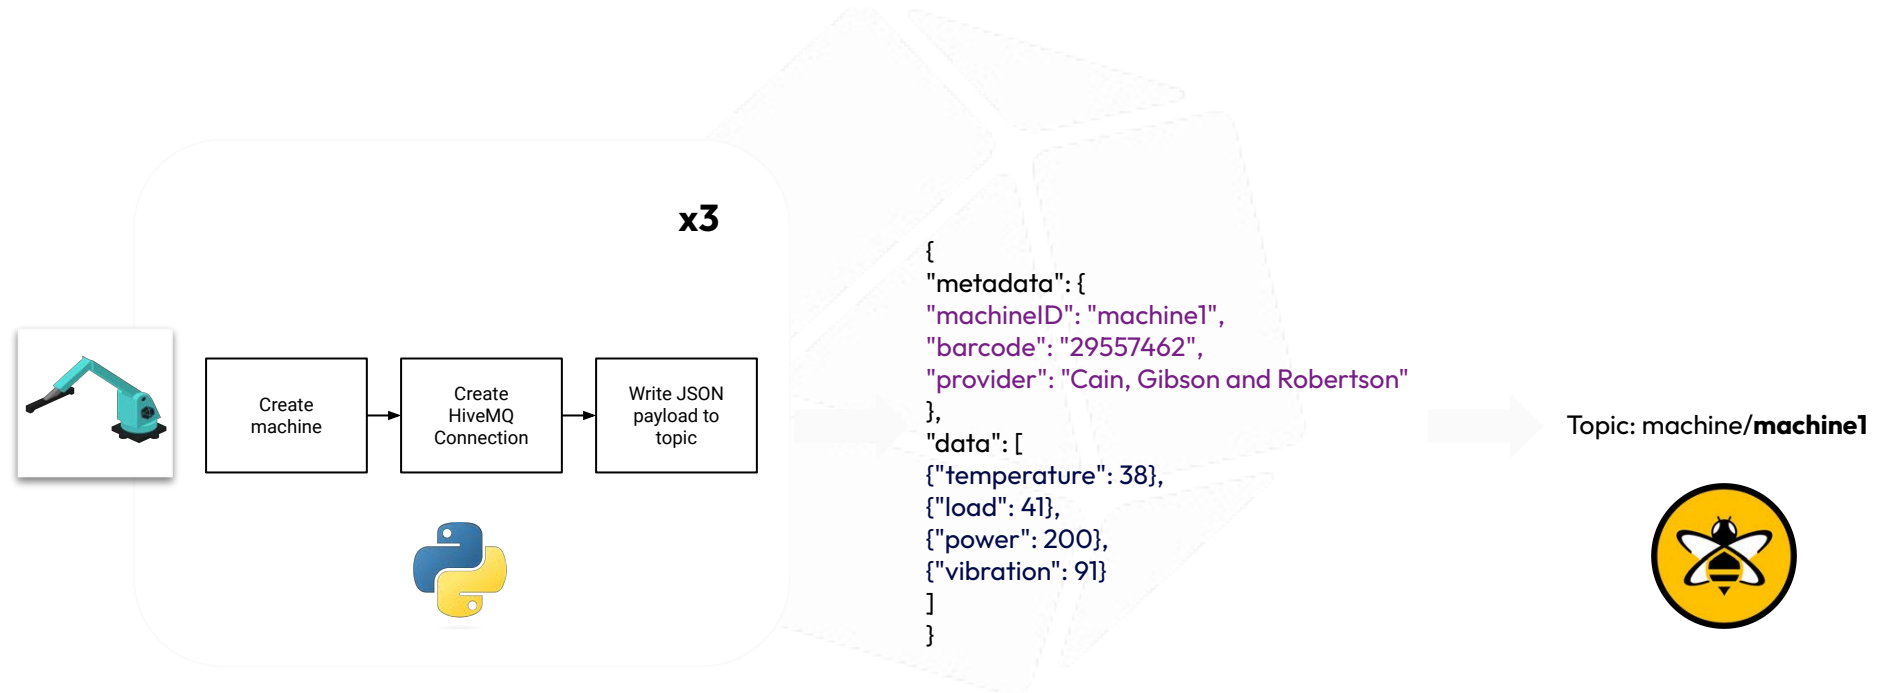 x3
Create
machine
Create
HiveMQ
Connection
Write JSON
payload to
topic
{
"metadata": {
"machineID": "machine1",
"barcode": "29557462",
"provider": "Cain, Gibson and Robertson"
},
"data": [
{"temperature": 38},
{"load": 41},
{"power": 200},
{"vibration": 91}
]
}
Topic: machine/machine1